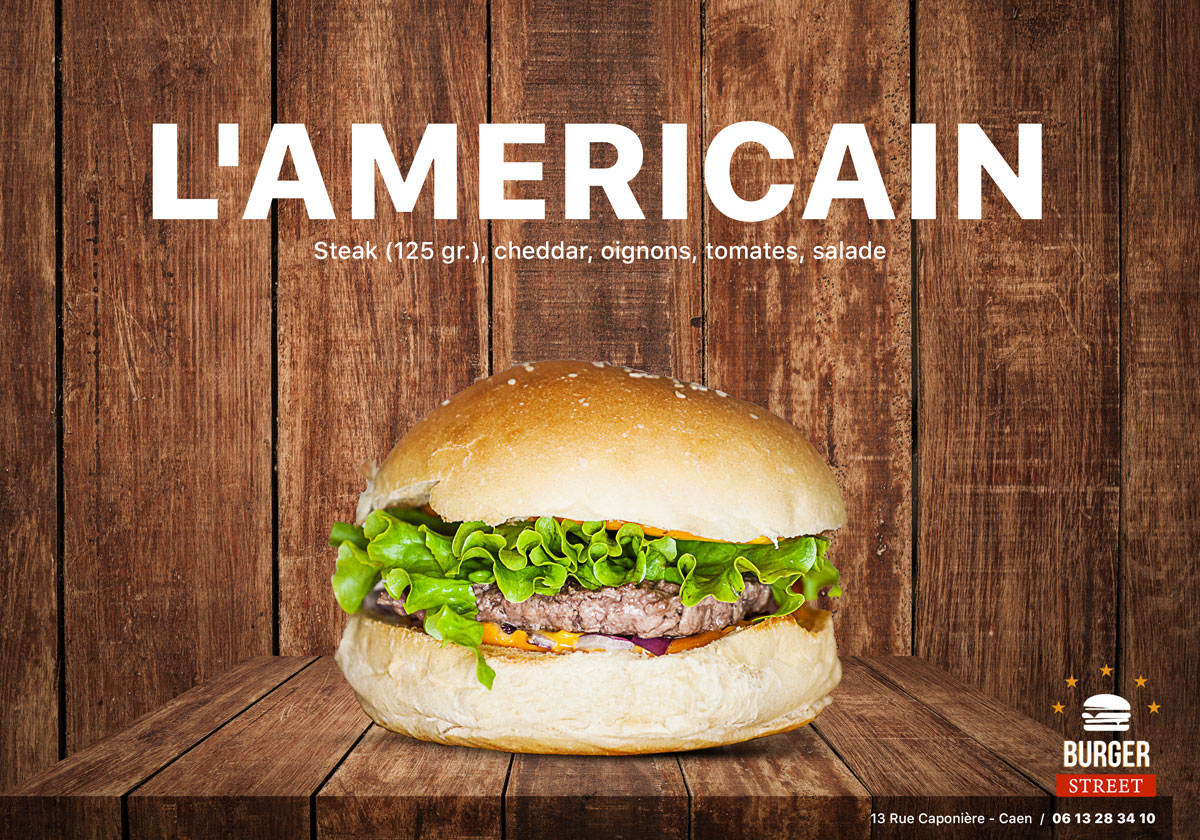 L'AMERICAIN
Steak (125 gr.), cheddar, oignons, tomates, salade
BURGER
STREET
13 Rue Caponière - Caen / 06 13 28 34 10